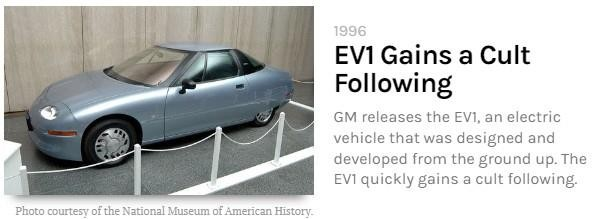 1996
EV1 Gains a Cult
Following
GM releases the EV1, an electric
vehicle that was designed and
developed from the ground up. The
EV1 quickly gains a cult following.
Photo courtesy of the National Museum of American History.